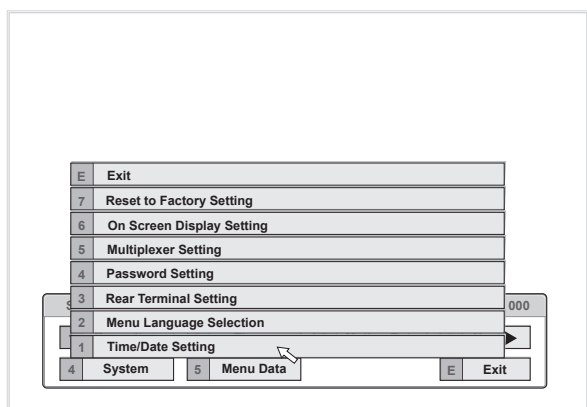 E Exit
7 Reset to Factory Setting
6 On Screen Display Setting
5 Multiplexer Setting
4 Password Setting
3 Rear Terminal Setting
000
2 Menu Language Selection
1 Time/Date Setting
4 System 5 Menu Data E Exit